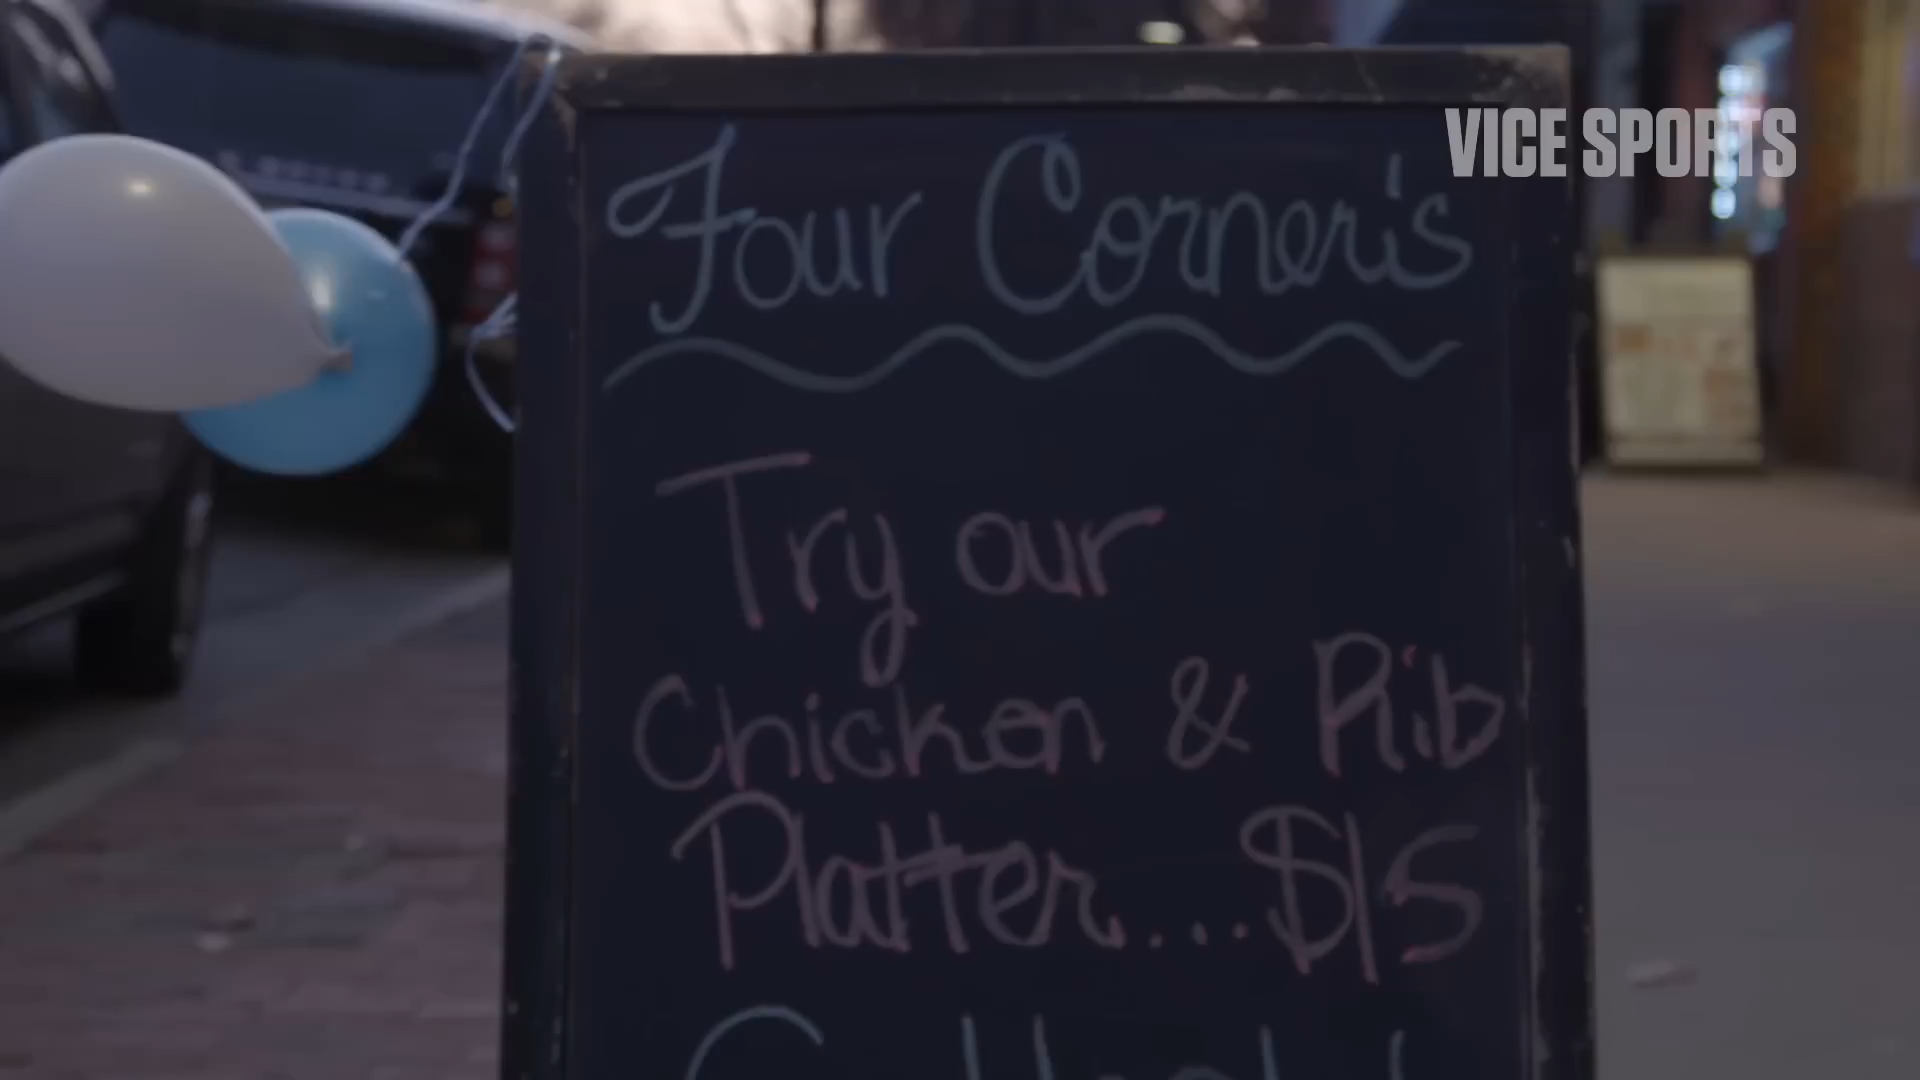 VICE SPORTS
Four Corner's
Try our
Chicken & Rib
Platter...$15